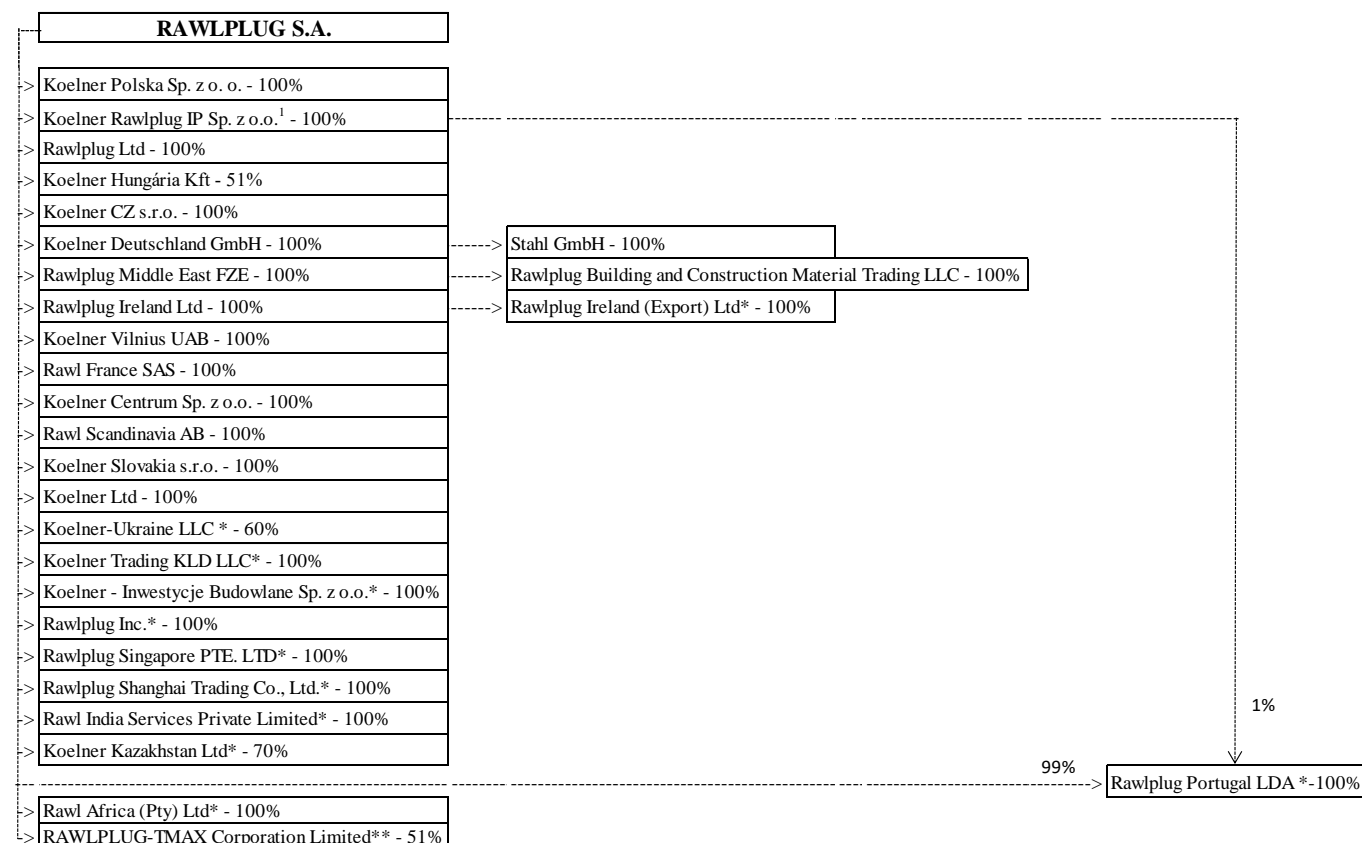 RAWLPLUG S.A.
Koelner Polska Sp. z o. o. - 100%
Koelner Rawlplug IP Sp. z o.o.¹ - 100%
Rawlplug Ltd - 100%
Koelner Hungária Kft - 51%
Koelner CZ s.r.o. - 100%
Koelner Deutschland GmbH - 100%
Stahl GmbH - 100%
Rawlplug Middle East FZE - 100%
Rawlplug Building and Construction Material Trading LLC - 100%
Rawlplug Ireland Ltd - 100%
Rawlplug Ireland (Export) Ltd* - 100%
Koelner Vilnius UAB - 100%
Rawl France SAS - 100%
Koelner Centrum Sp. z o.o. - 100%
Rawl Scandinavia AB - 100%
Koelner Slovakia s.r.o. - 100%
Koelner Ltd - 100%
Koelner-Ukraine LLC * - 60%
Koelner Trading KLD LLC* - 100%
Koelner - Inwestycje Budowlane Sp. z o.o.* - 100%
Rawlplug Inc.* - 100%
Rawlplug Singapore PTE. LTD* - 100%
Rawlplug Shanghai Trading Co., Ltd.* - 100%
Rawl India Services Private Limited* - 100%
1%
Koelner Kazakhstan Ltd* - 70%
99%
Rawlplug Portugal LDA *-100%
Rawl Africa (Pty) Ltd* - 100%
RAWLPLUG-TMAX Corporation Limited** - 51%